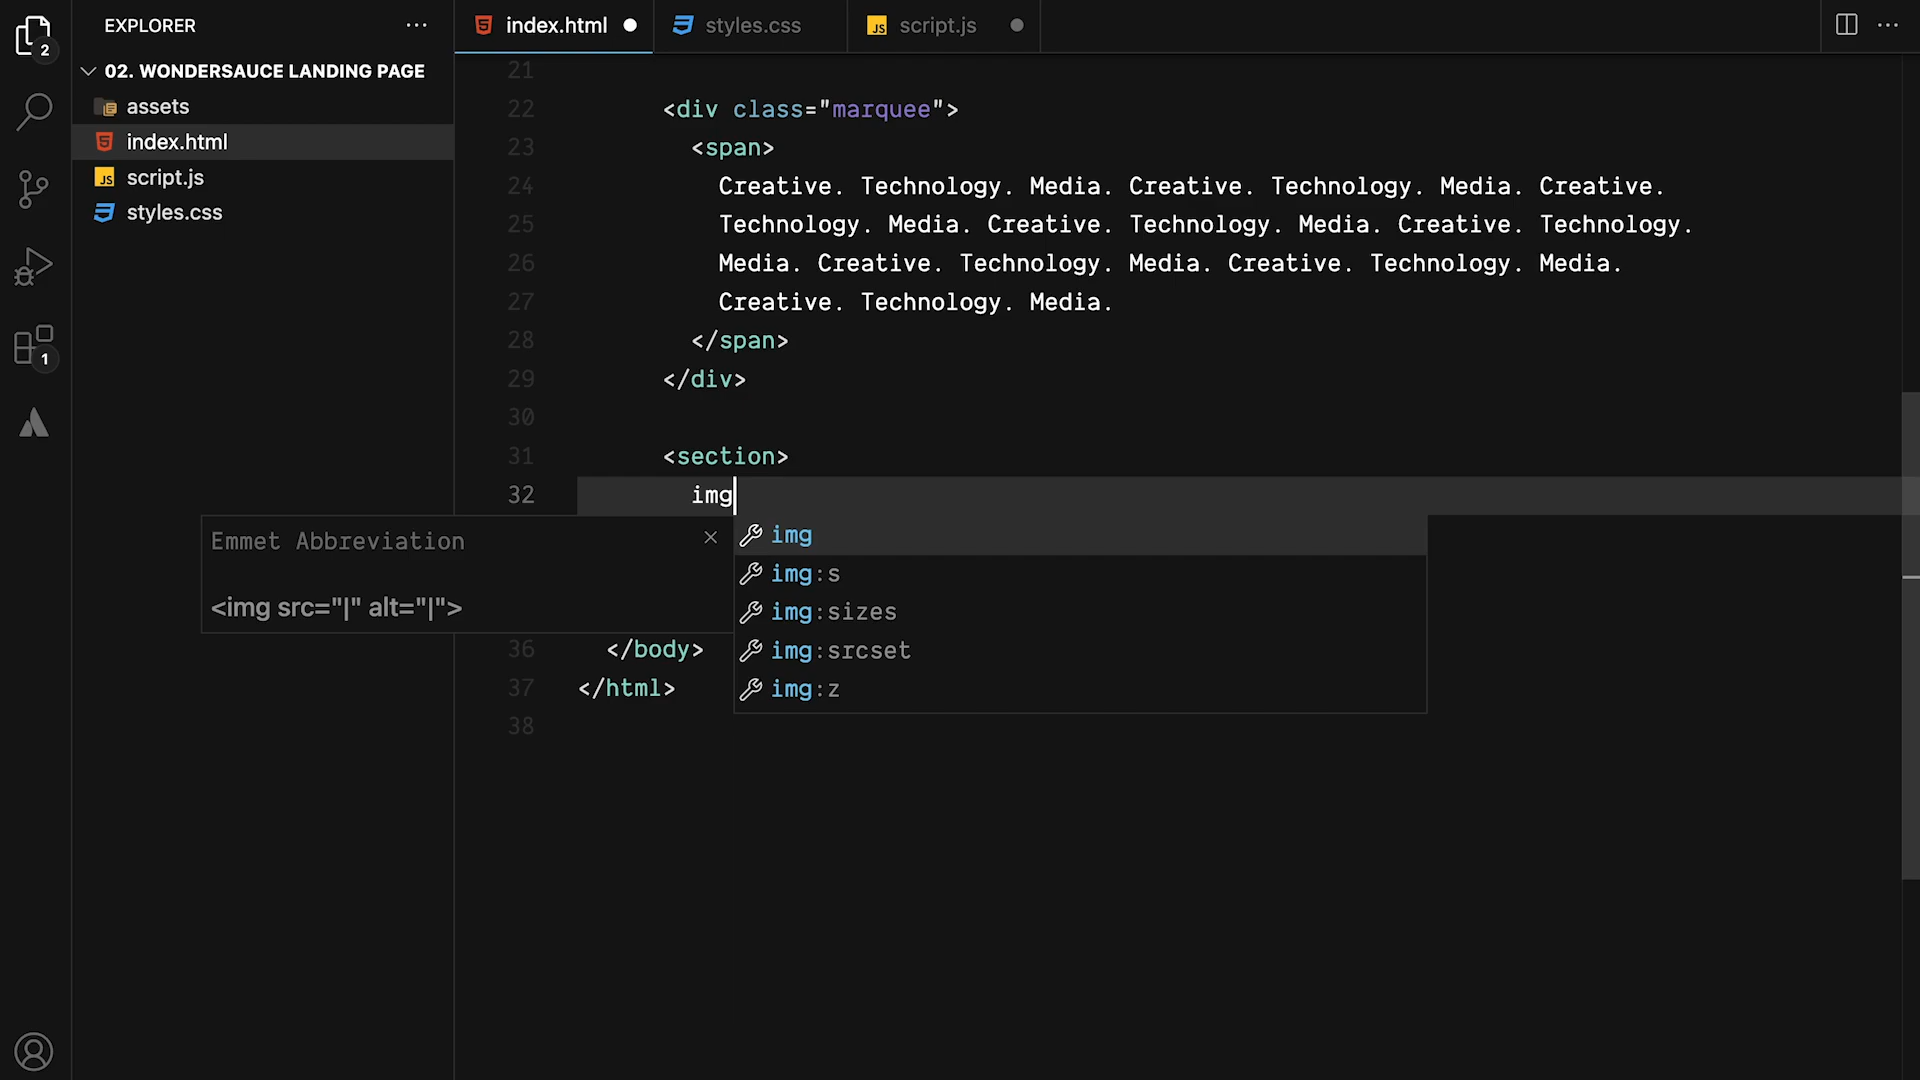 EXPLORER
index.html
styles.css
JS script.js
2
02. WONDERSAUCE LANDING PAGE
assets
index.html
JS script.js
styles.css
1
21
22 <div class="marquee">
23 <span>
24 Creative. Technology. Media. Creative. Technology. Media. Creative.
25 Technology. Media. Creative. Technology. Media. Creative. Technology.
26 Media. Creative. Technology. Media. Creative. Technology. Media.
27 Creative. Technology. Media.
28 </span>
29 </div>
30
31 <section>
32 img
Emmet Abbreviation
<img src="|" alt="|">
img
img:s
img:sizes
img:srcset
img:z
36 </body>
37 </html>
38